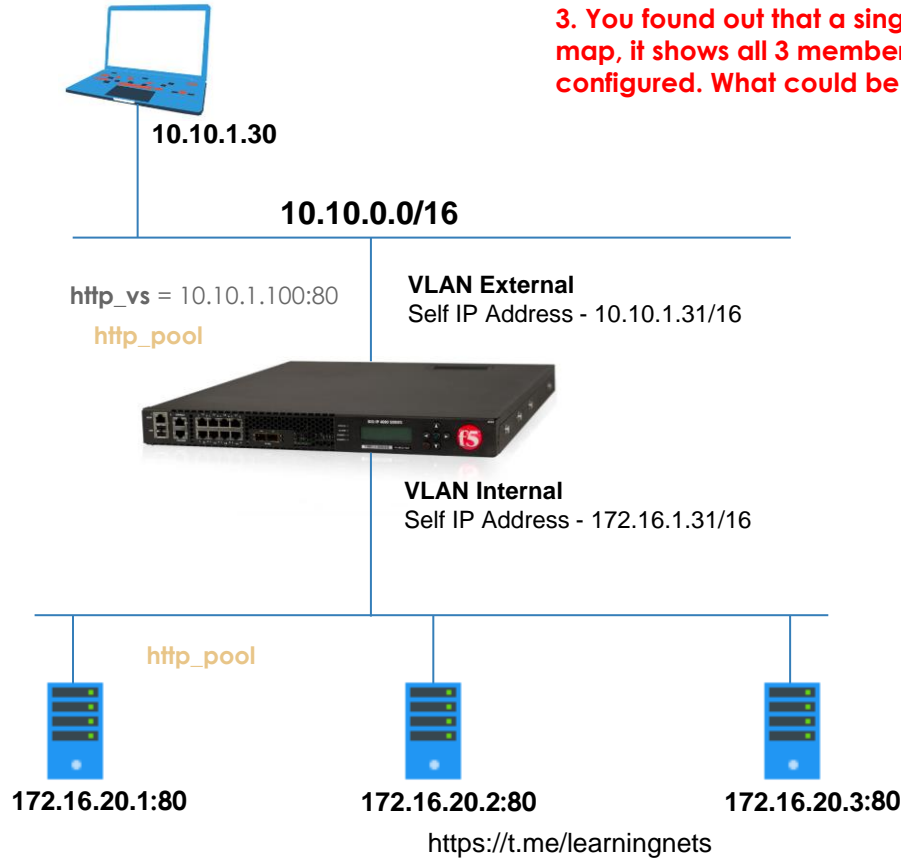 3. You found out that a sing
map, it shows all 3 member
configured. What could be
10.10.1.30
10.10.0.0/16
http_vs = 10.10.1.100:80
http_pool
VLAN External
Self IP Address - 10.10.1.31/16
f5
VLAN Internal
Self IP Address - 172.16.1.31/16
http_pool
172.16.20.1:80
172.16.20.2:80
172.16.20.3:80
https://t.me/learningnets